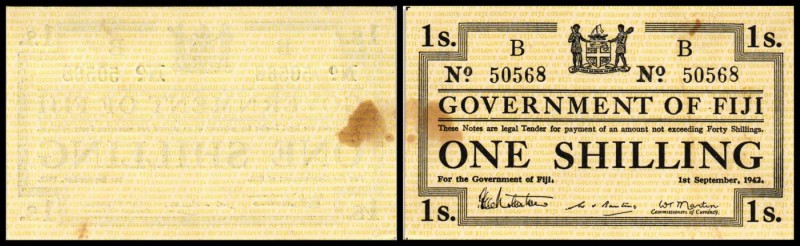 1s. B B 1s.
Nº 50568 Nº 50568
GOVERNMENT OF FIJI
These Notes are legal Tender for payment of an amount not exceeding Forty Shillings.
ONE SHILLING
For the Government of Fiji. 1st September, 1942.
1s. W Martin 1s.
Commissioners of Currency.